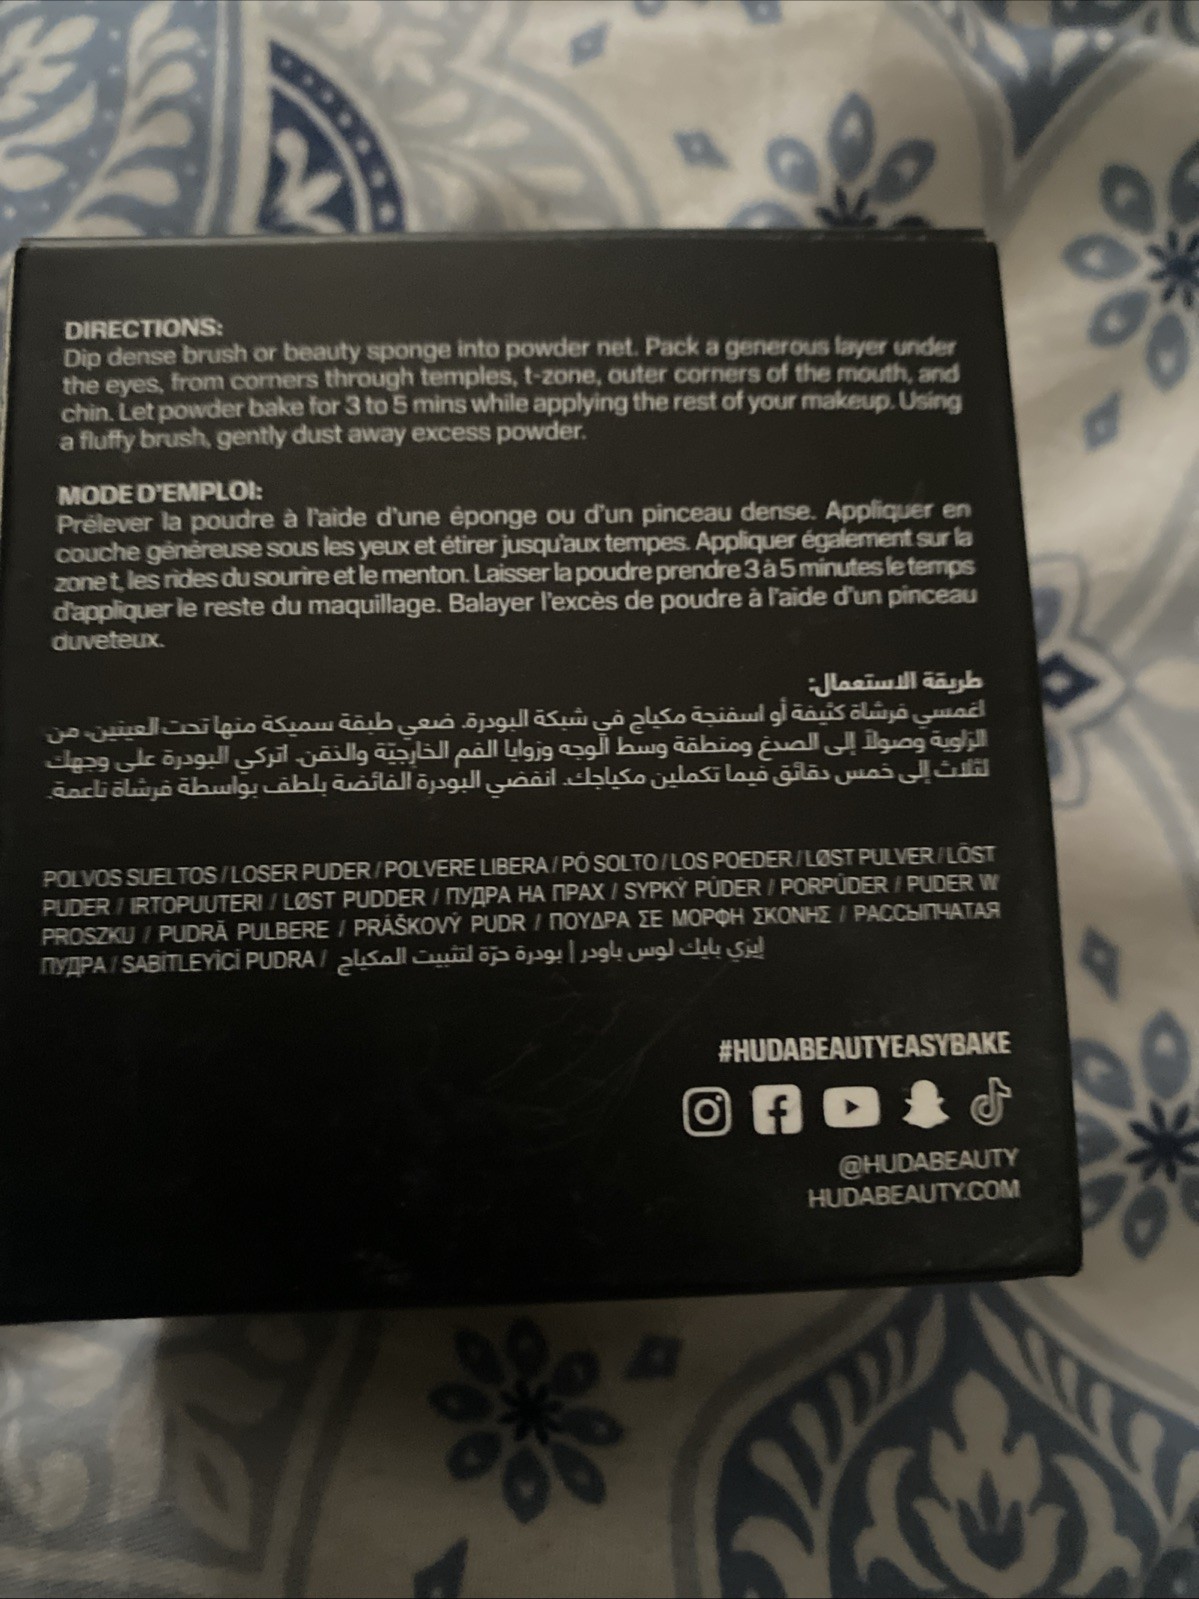 DIRECTIONS:
Dip dense brush or beauty sponge into powder net. Pack a generous layer under
the eyes, from corners through temples, t-zone, outer corners of the mouth, and
chin. Let powder bake for 3 to 5 mins while applying the rest of your makeup. Using
a fluffy brush, gently dust away excess powder.
MODE D'EMPLOI:
Prélever la poudre à l'aide d'une éponge ou d'un pinceau dense. Appliquer en
couche généreuse sous les yeux et étirer jusqu'aux tempes. Appliquer également sur la
zone t, les rides du sourire et le menton. Laisser la poudre prendre 3 à 5 minutes le temps
d'appliquer le reste du maquillage. Balayer l'excès de poudre à l'aide d'un pinceau
duveteux.
طريقة الاستعمال:
اغمسي فرشاة كثيفة أو اسفنجة مكياج في شبكة البودرة. ضعي طبقة سميكة منها تحت العينين، من
الزاوية وصولاً إلى الصدغ ومنطقة وسط الوجه وزوايا الفم الخارجيّة والذقن. اتركي البودرة على وجهك
لثلاث إلى خمس دقائق فيما تكملين مكياجك. انفضي البودرة الفائضة بلطف بواسطة فرشاة ناعمة.
POLVOS SUELTOS / LOSER PUDER / POLVERE LIBERA / PÓ SOLTO / LOS POEDER / LØST PULVER / LÖST
PUDER / IRTOPUUTERI / LØST PUDDER / ПУДРА НА ПРАХ / SYPKÝ PÚDER / PORPÚDER / PUDER W
PROSZKU / PUDRĂ PULBERE / PRÁŠKOVÝ PUDR / ΠΟΥΔΡΑ ΣΕ ΜΟΡΦΗ ΣΚΟΝΗΣ / РАССЫПЧАТАЯ
ПУДРА / SABİTLEYİCİ PUDRA / إيزي بايك لوس باودر | بودرة حرّة لتثبيت المكياج
#HUDABEAUTYEASYBAKE
@HUDABEAUTY
HUDABEAUTY.COM